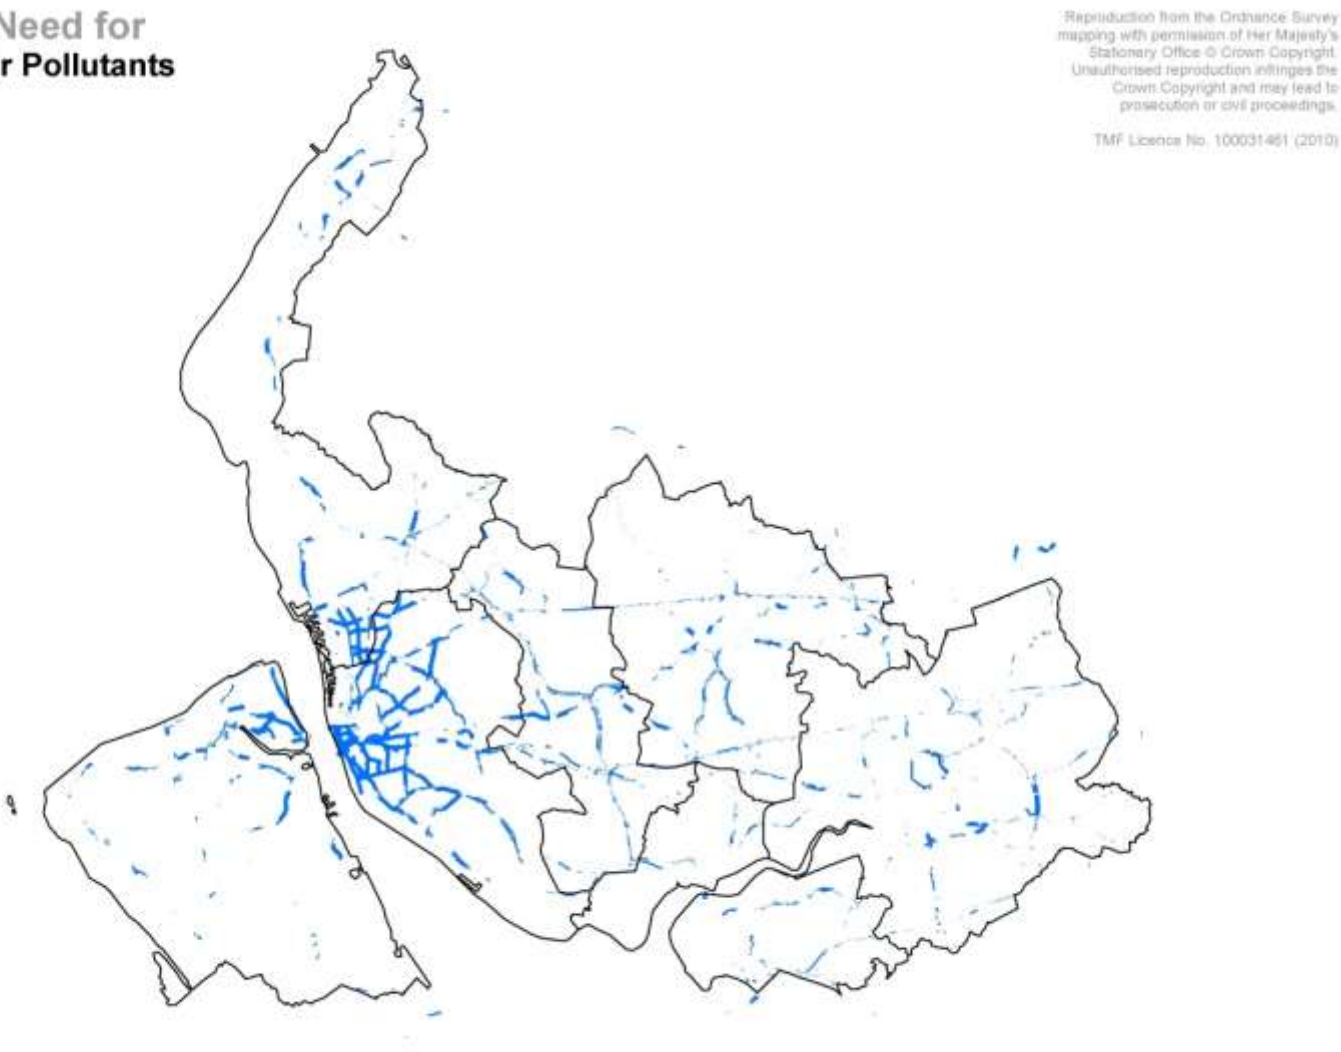 Need for
r Pollutants
Reproduction from the Ordnance Survey
mapping with permission of Her Majesty's
Stationery Office © Crown Copyright.
Unauthorised reproduction infringes the
Crown Copyright and may lead to
prosecution or civil proceedings.
TMF Licence No. 100031461 (2010)